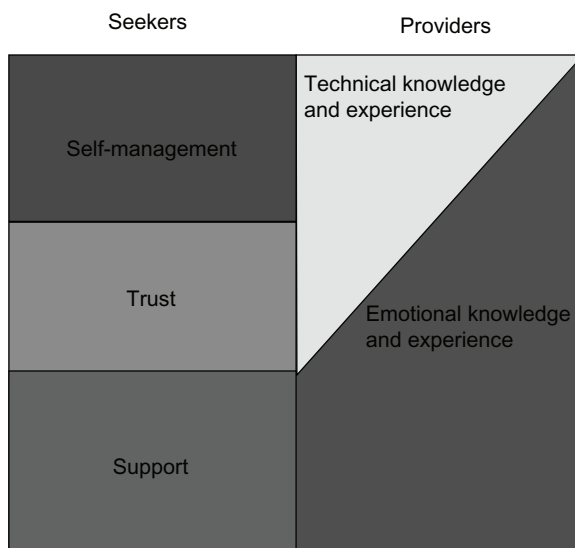 Seekers
Providers
Technical knowledge
and experience
Self-management
Trust
Emotional knowledge
and experience
Support